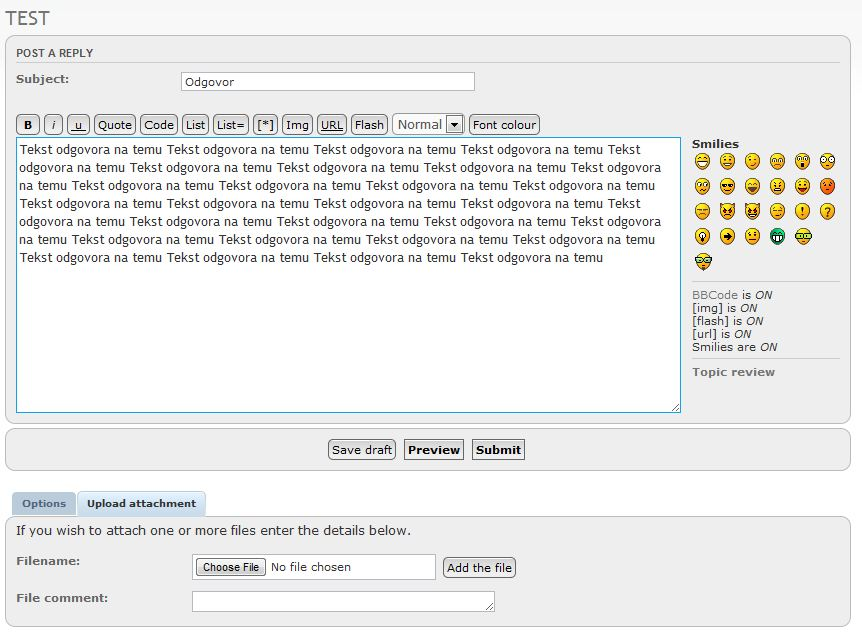 TEST
POST A REPLY
Subject: Odgovor
B i u Quote Code List List= [*] Img URL Flash Normal Font colour
Tekst odgovora na temu Tekst odgovora na temu Tekst odgovora na temu Tekst odgovora na temu Tekst
odgovora na temu Tekst odgovora na temu Tekst odgovora na temu Tekst odgovora na temu Tekst odgovora
na temu Tekst odgovora na temu Tekst odgovora na temu Tekst odgovora na temu Tekst odgovora na temu
Tekst odgovora na temu Tekst odgovora na temu Tekst odgovora na temu Tekst odgovora na temu Tekst
odgovora na temu Tekst odgovora na temu Tekst odgovora na temu Tekst odgovora na temu Tekst odgovora
na temu Tekst odgovora na temu Tekst odgovora na temu Tekst odgovora na temu Tekst odgovora na temu
Tekst odgovora na temu Tekst odgovora na temu Tekst odgovora na temu Tekst odgovora na temu
Smilies
BBCode is ON
[img] is ON
[flash] is ON
[url] is ON
Smilies are ON
Topic review
Save draft Preview Submit
Options Upload attachment
If you wish to attach one or more files enter the details below.
Filename: Choose File No file chosen Add the file
File comment: